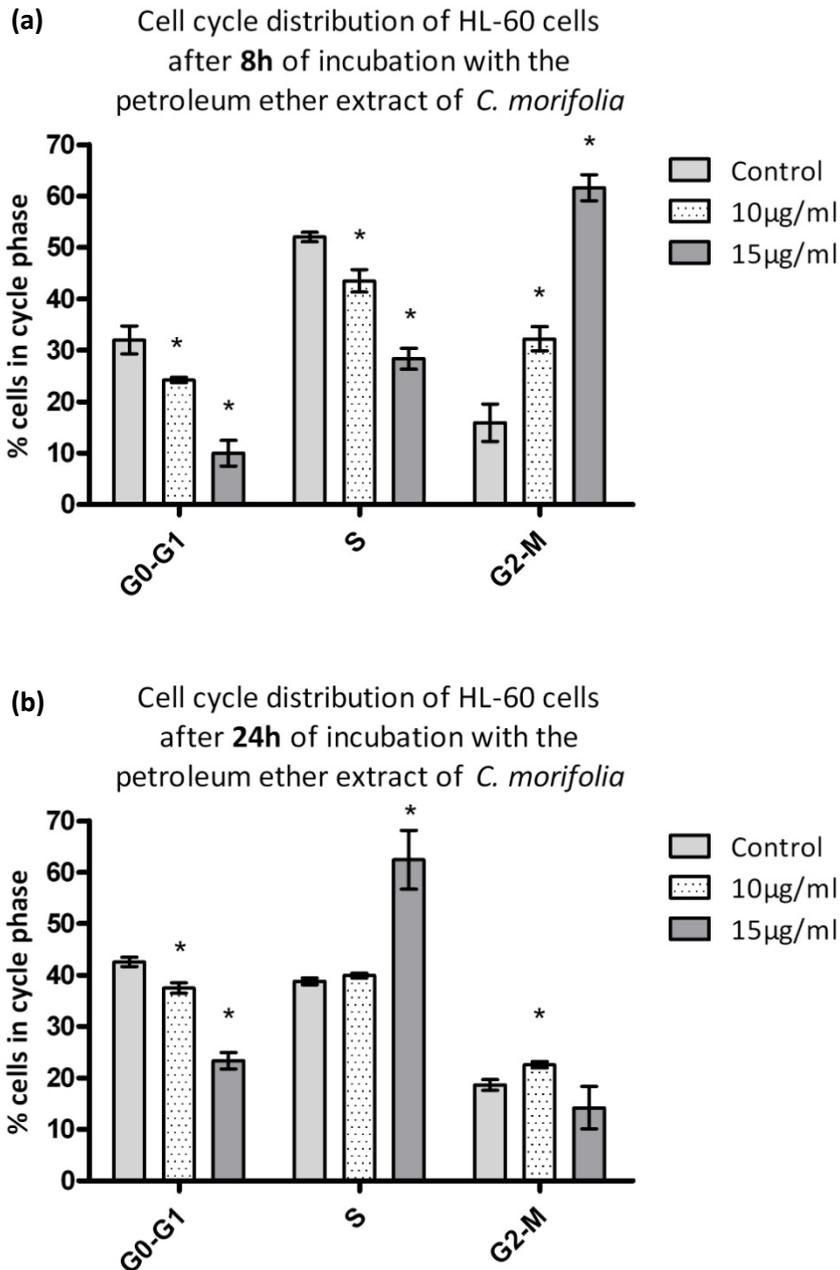 (a)
Cell cycle distribution of HL-60 cells
after 8h of incubation with the
petroleum ether extract of C. morifolia
% cells in cycle phase
70
60
50
40
30
20
10
0
*
*
*
*
*
*
G0-G1
S
G2-M
Control
10µg/ml
15µg/ml
(b)
Cell cycle distribution of HL-60 cells
after 24h of incubation with the
petroleum ether extract of C. morifolia
% cells in cycle phase
70
60
50
40
30
20
10
0
*
*
*
*
G0-G1
S
G2-M
Control
10µg/ml
15µg/ml